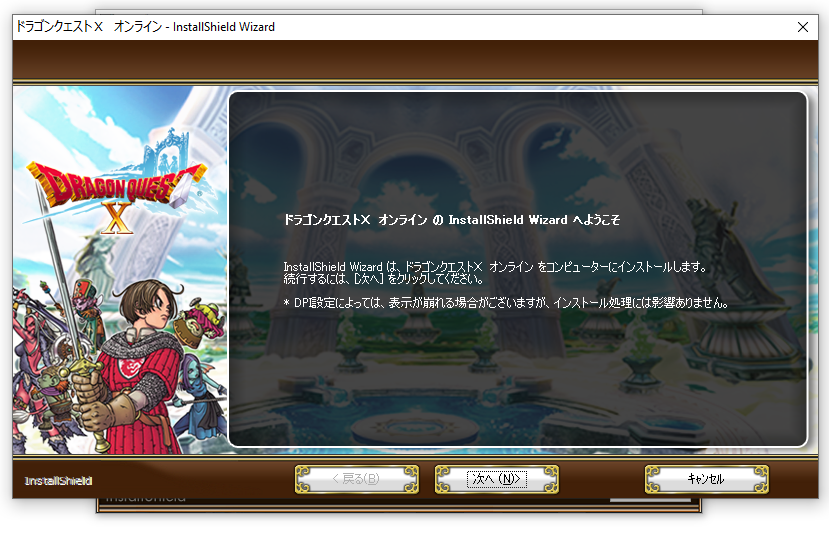 ドラゴンクエストX オンライン - InstallShield Wizard
DRAGON QUEST
X
ドラゴンクエストX オンライン の InstallShield Wizard へようこそ
InstallShield Wizard は、ドラゴンクエストX オンライン をコンピューターにインストールします。
続行するには、[次へ] をクリックしてください。
* DPI設定によっては、表示が崩れる場合がございますが、インストール処理には影響ありません。
InstallShield
< 戻る(B)
次へ (N)>
キャンセル
InstallShield